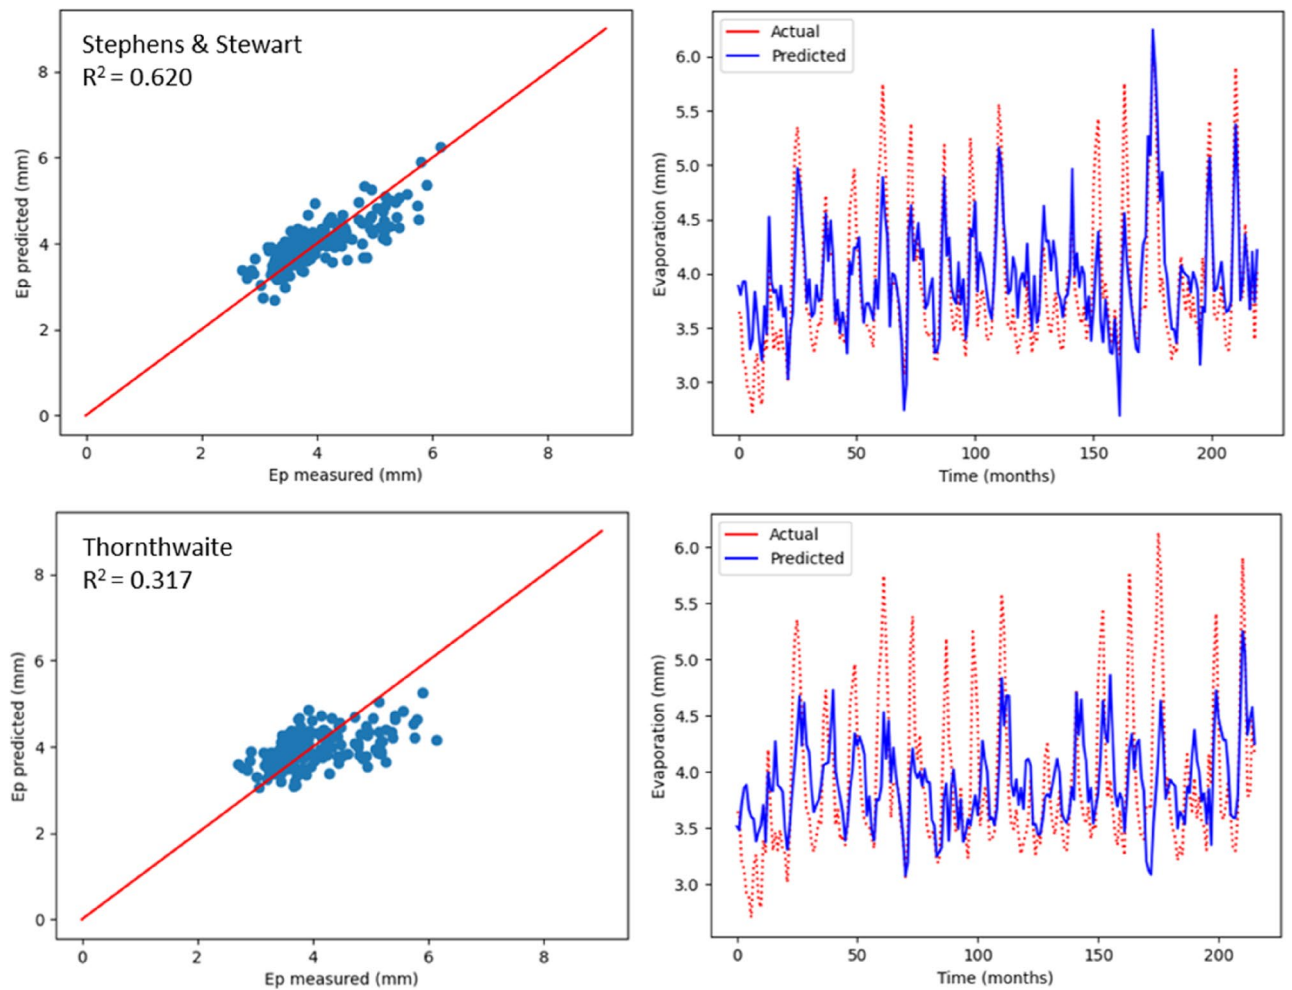 Stephens & Stewart
R² = 0.620
8
6
4
2
0
Ep predicted (mm)
0 2 4 6 8
Ep measured (mm)
Actual
Predicted
6.0
5.5
5.0
4.5
4.0
3.5
3.0
Evaporation (mm)
0 50 100 150 200
Time (months)
Thornthwaite
R² = 0.317
8
6
4
2
0
Ep predicted (mm)
0 2 4 6 8
Ep measured (mm)
Actual
Predicted
6.0
5.5
5.0
4.5
4.0
3.5
3.0
Evaporation (mm)
0 50 100 150 200
Time (months)